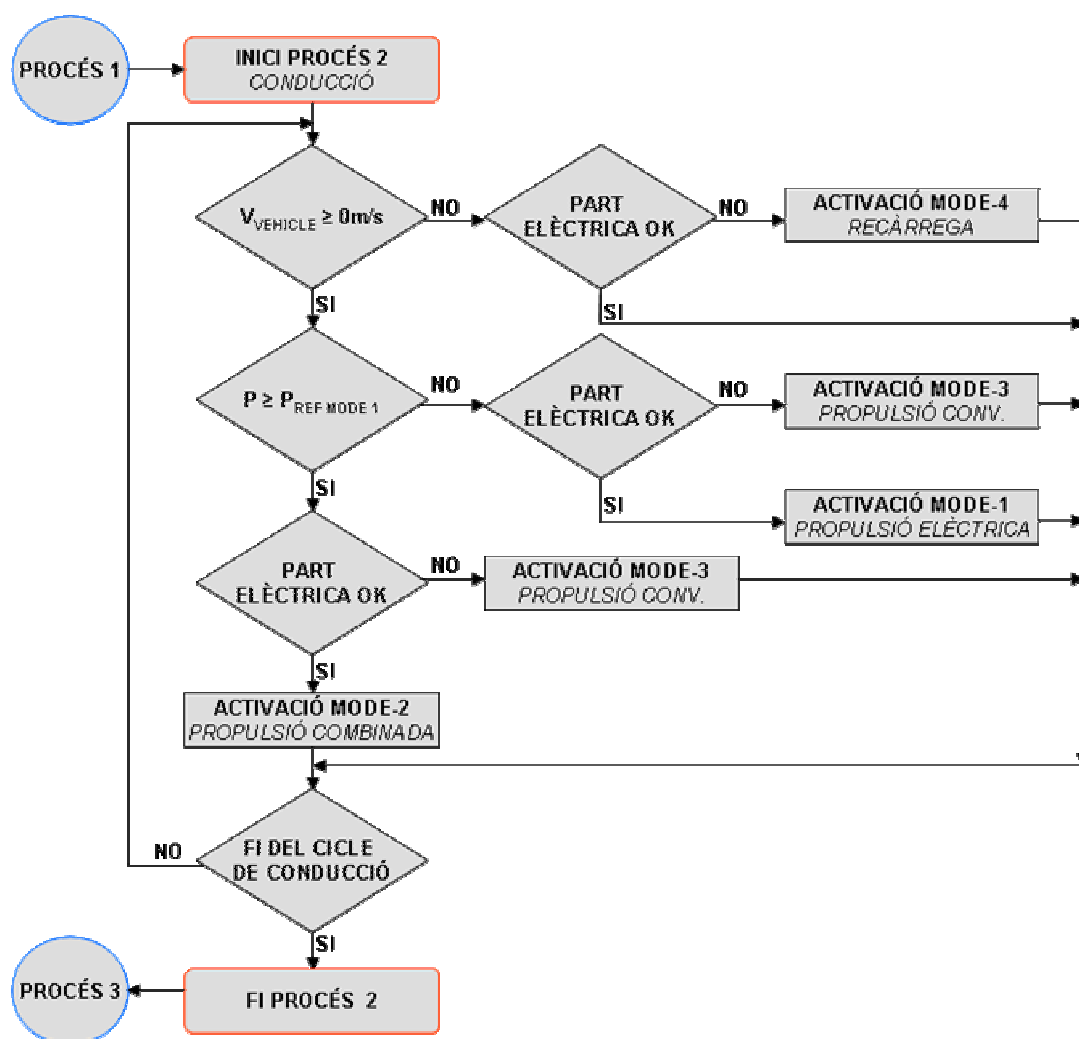 PROCÉS 1
INICI PROCÉS 2
CONDUCCIÓ
V VEHICLE ≥ 0m/s
NO
PART
ELÈCTRICA OK
NO
ACTIVACIÓ MODE-4
RECÀRREGA
SI
SI
P ≥ P REF MODE 1
NO
PART
ELÈCTRICA OK
NO
ACTIVACIÓ MODE-3
PROPULSIÓ CONV.
SI
SI
ACTIVACIÓ MODE-1
PROPULSIÓ ELÈCTRICA
PART
ELÈCTRICA OK
NO
ACTIVACIÓ MODE-3
PROPULSIÓ CONV.
SI
ACTIVACIÓ MODE-2
PROPULSIÓ COMBINADA
FI DEL CICLE
DE CONDUCCIÓ
NO
SI
PROCÉS 3
FI PROCÉS 2